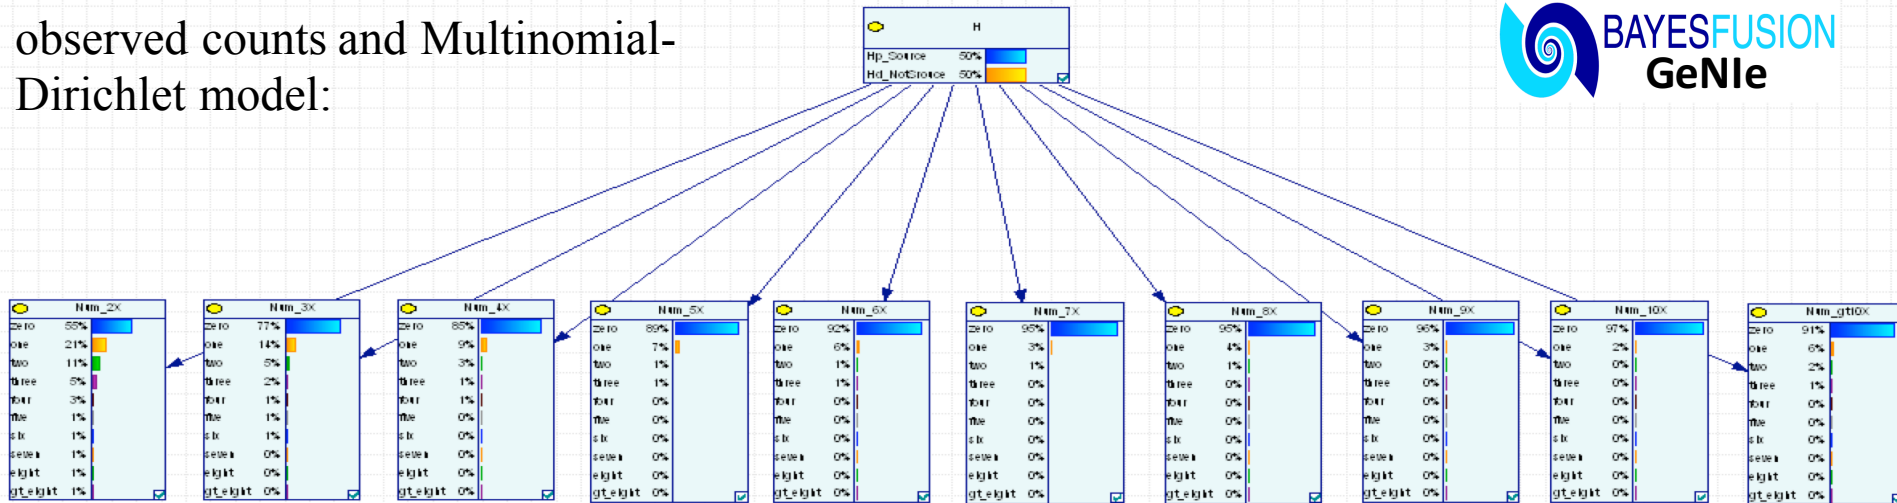 observed counts and Multinomial-
Dirichlet model:
BAYESFUSION
GeNIe
H
Hp_Source 50%
Hd_NotSrouce 50%
Num_2X
zero 55%
one 21%
two 11%
three 5%
four 3%
five 1%
six 1%
seven 1%
eight 1%
gt_eight 1%
Num_3X
zero 77%
one 14%
two 5%
three 2%
four 1%
five 1%
six 1%
seven 0%
eight 0%
gt_eight 0%
Num_4X
zero 85%
one 9%
two 3%
three 1%
four 1%
five 0%
six 0%
seven 0%
eight 0%
gt_eight 0%
Num_5X
zero 89%
one 7%
two 1%
three 1%
four 0%
five 0%
six 0%
seven 0%
eight 0%
gt_eight 0%
Num_6X
zero 92%
one 6%
two 1%
three 1%
four 0%
five 0%
six 0%
seven 0%
eight 0%
gt_eight 0%
Num_7X
zero 95%
one 3%
two 1%
three 0%
four 0%
five 0%
six 0%
seven 0%
eight 0%
gt_eight 0%
Num_8X
zero 95%
one 4%
two 1%
three 0%
four 0%
five 0%
six 0%
seven 0%
eight 0%
gt_eight 0%
Num_9X
zero 96%
one 3%
two 0%
three 0%
four 0%
five 0%
six 0%
seven 0%
eight 0%
gt_eight 0%
Num_10X
zero 97%
one 2%
two 0%
three 0%
four 0%
five 0%
six 0%
seven 0%
eight 0%
gt_eight 0%
Num_gt10X
zero 91%
one 6%
two 2%
three 1%
four 0%
five 0%
six 0%
seven 0%
eight 0%
gt_eight 0%